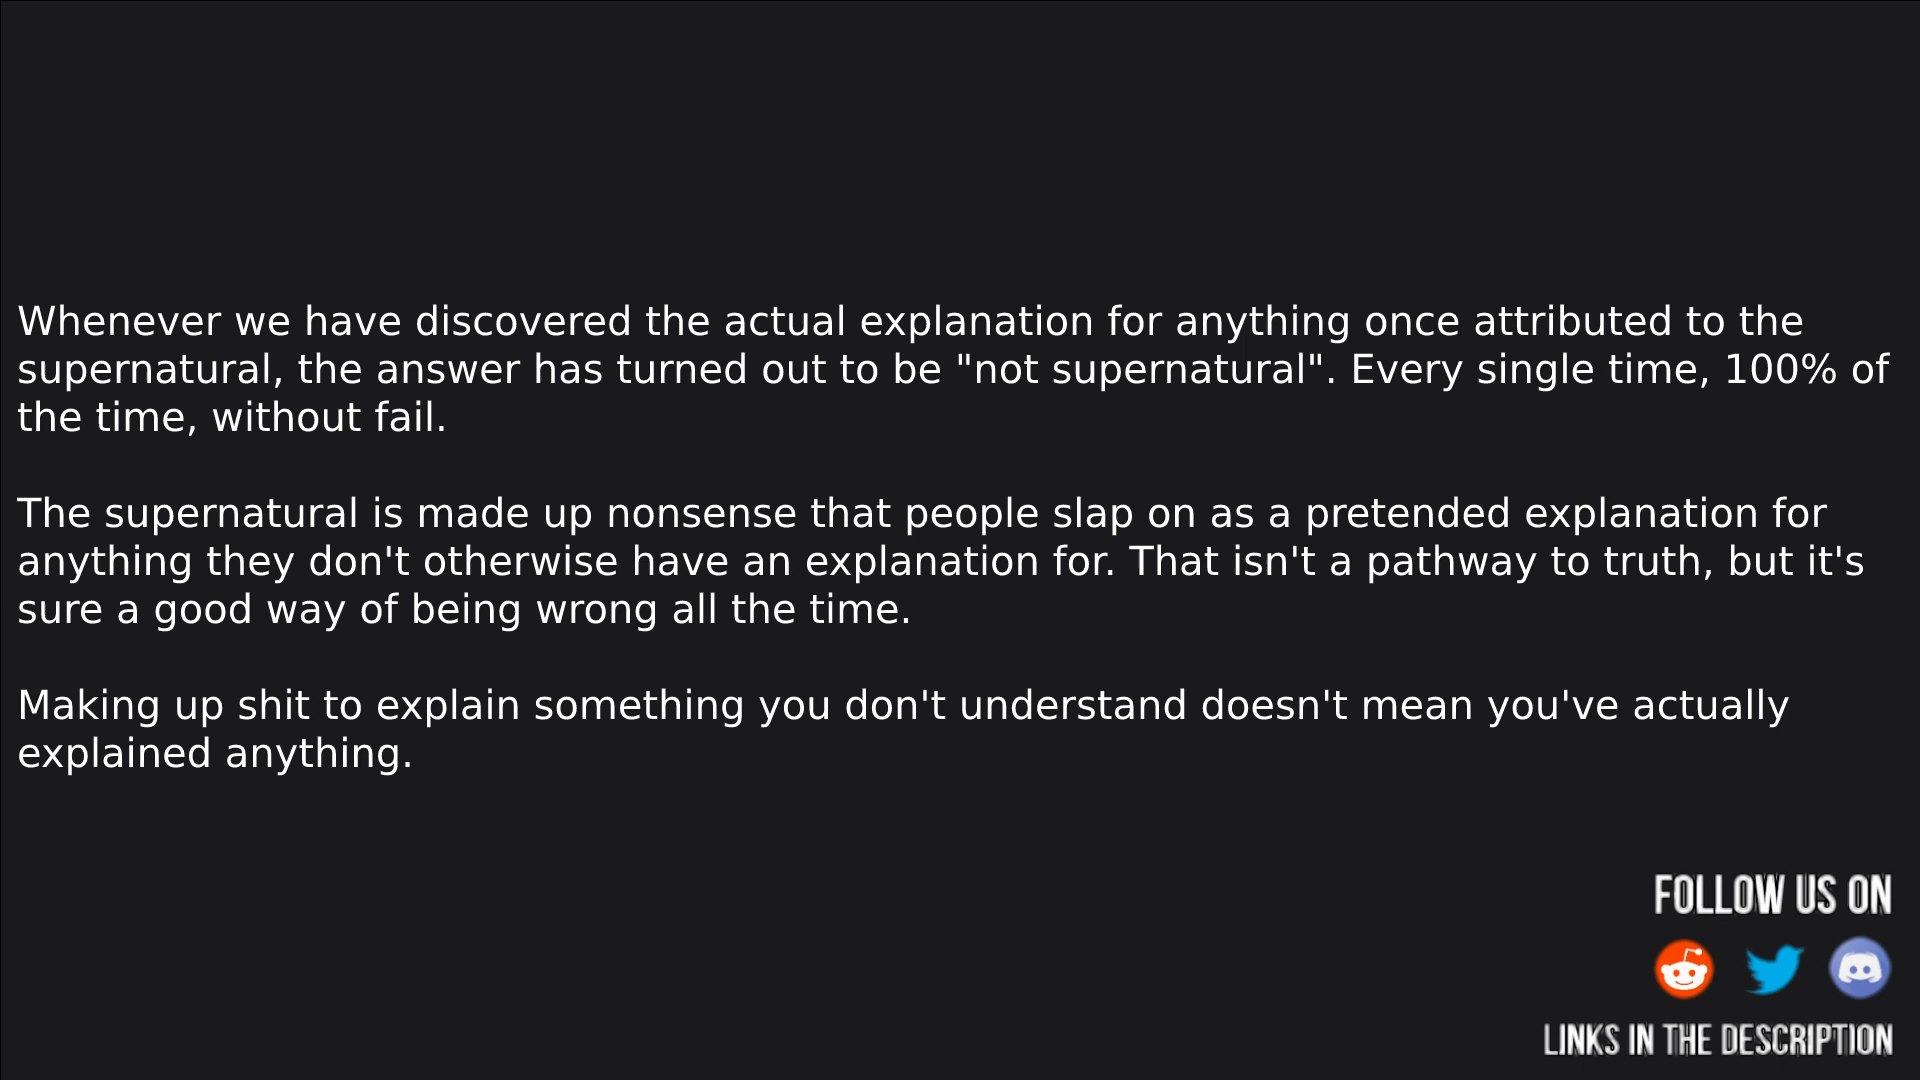 Whenever we have discovered the actual explanation for anything once attributed to the
supernatural, the answer has turned out to be "not supernatural". Every single time, 100% of
the time, without fail.
The supernatural is made up nonsense that people slap on as a pretended explanation for
anything they don't otherwise have an explanation for. That isn't a pathway to truth, but it's
sure a good way of being wrong all the time.
Making up shit to explain something you don't understand doesn't mean you've actually
explained anything.
FOLLOW US ON
LINKS IN THE DESCRIPTION